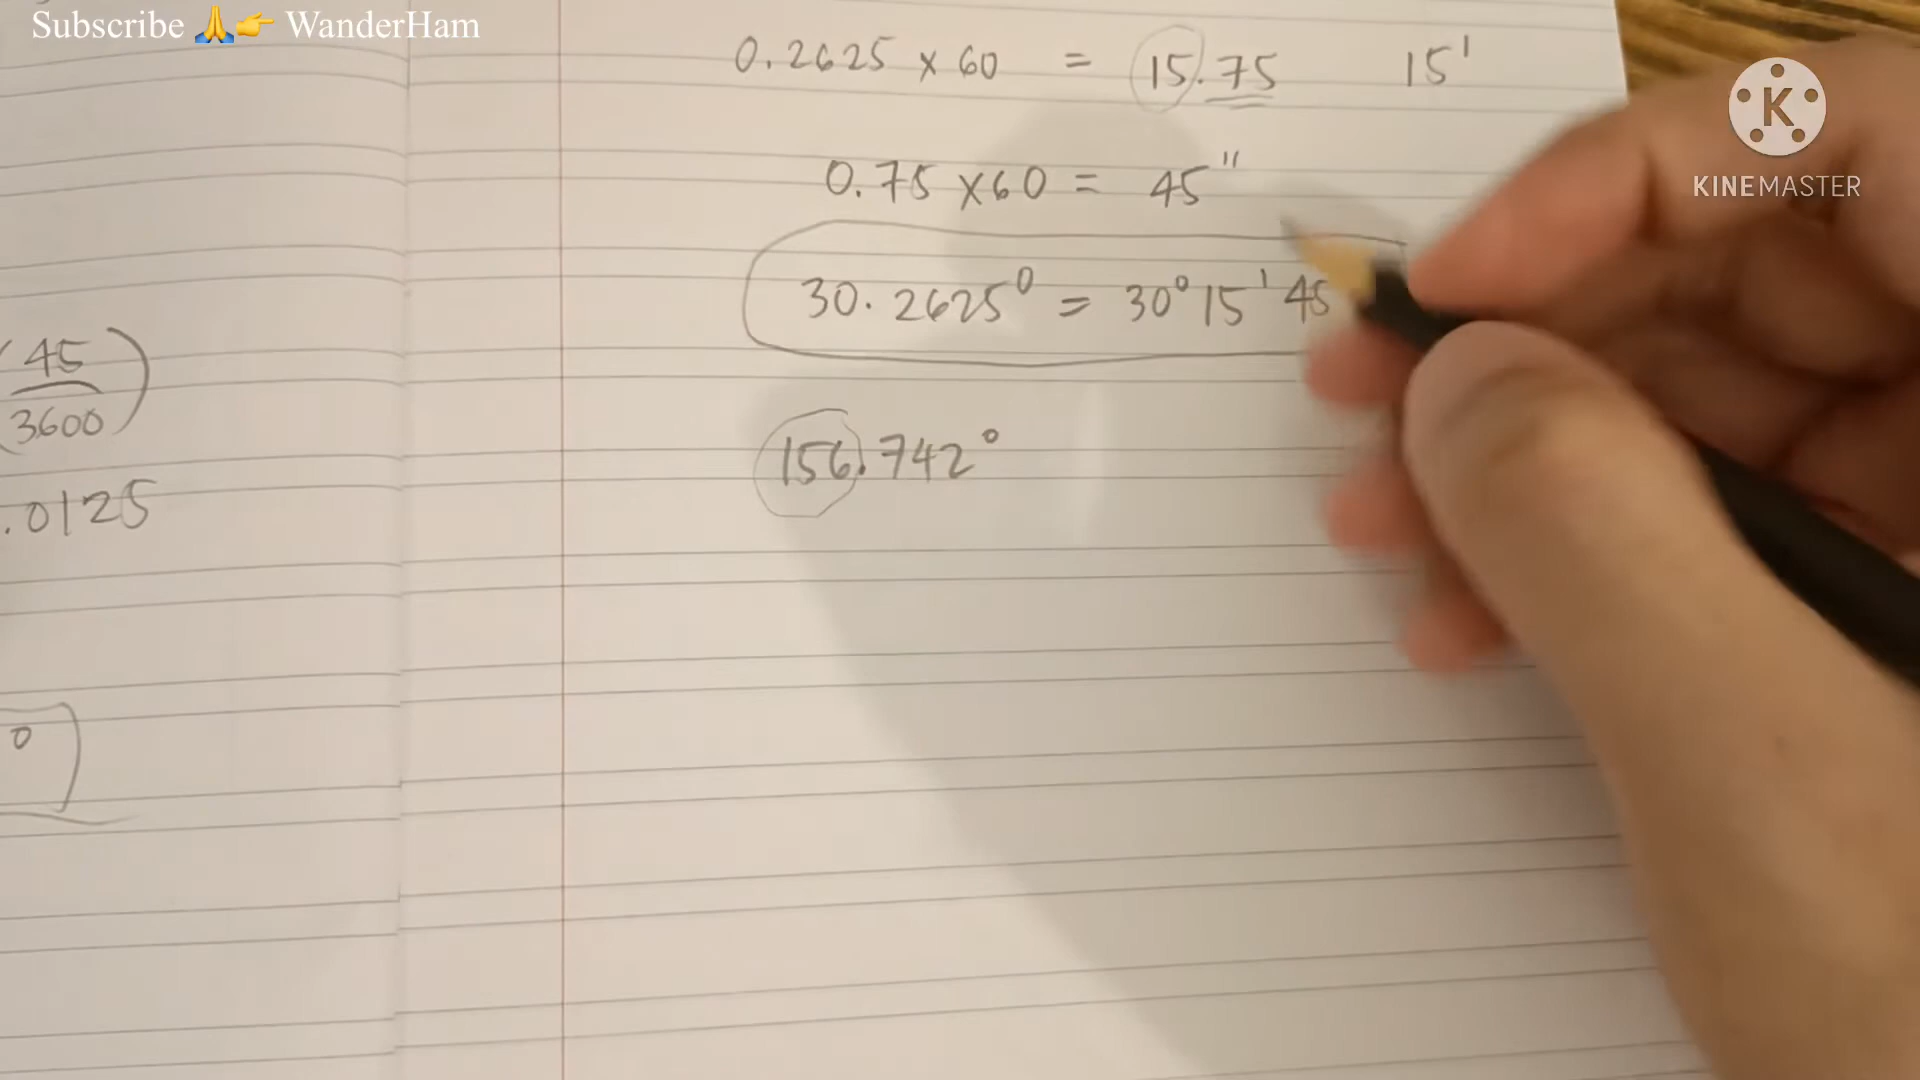 Subscribe 🙏👉 WanderHam
KINEMASTER
0.2625 x 60 = 15.75 15'
0.75 x 60 = 45"
30.2625° = 30° 15' 45
156.742°
45
3600
.0125
°